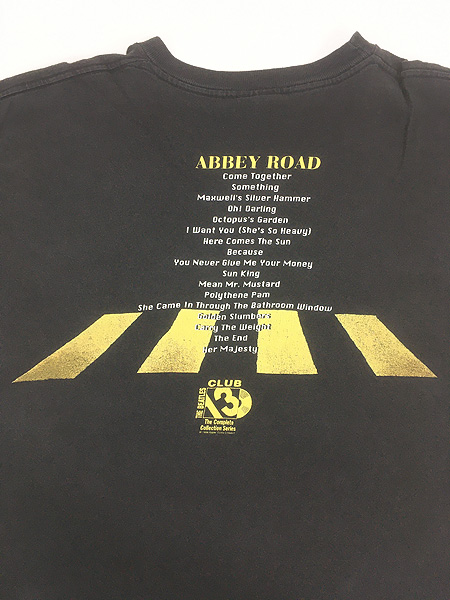 ABBEY ROAD
Come Together
Something
Maxwell's Silver Hammer
Oh! Darling
Octopus's Garden
I Want You (She's So Heavy)
Here Comes The Sun
Because
You Never Give Me Your Money
Sun King
Mean Mr. Mustard
Polythene Pam
She Came In Through The Bathroom Window
Golden Slumbers
Carry The Weight
The End
Her Majesty
CLUB
THE BEATLES
13
The Complete
Collection Series